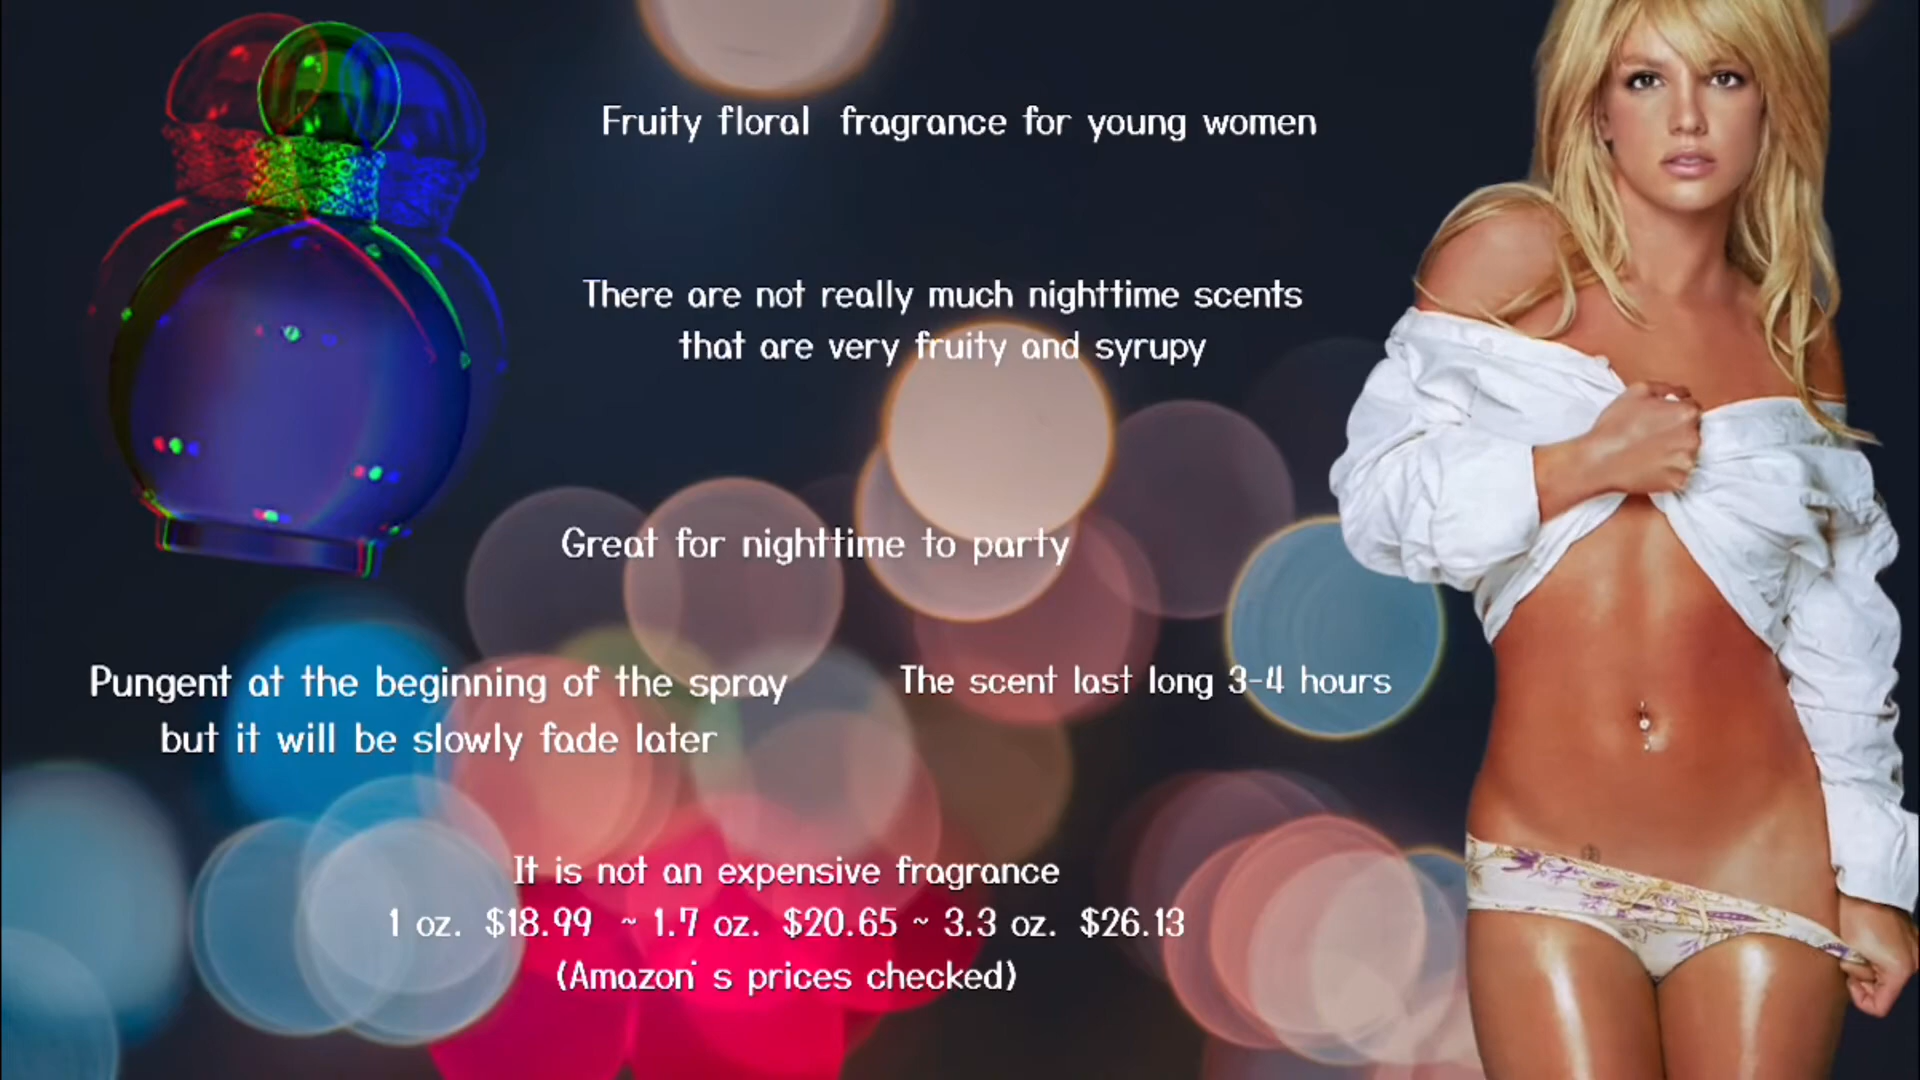 Fruity floral fragrance for young women
There are not really much nighttime scents
that are very fruity and syrupy
Great for nighttime to party
Pungent at the beginning of the spray
but it will be slowly fade later
The scent last long 3-4 hours
It is not an expensive fragrance
1 oz. $18.99 ~ 1.7 oz. $20.65 ~ 3.3 oz. $26.13
(Amazon's prices checked)